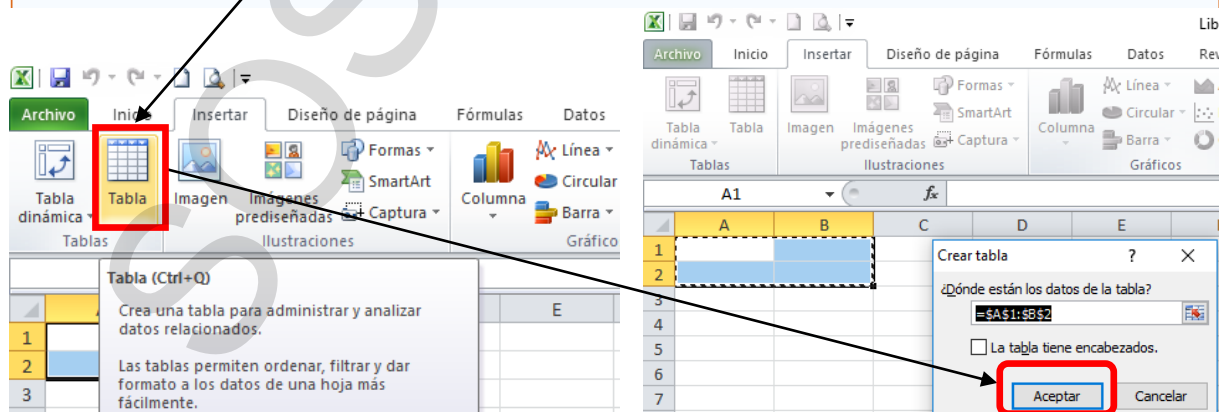 Archivo Inicio Insertar Diseño de página Fórmulas Datos
Tabla dinámica
Tabla
Imagen
Imágenes prediseñadas
Formas
SmartArt
Captura
Columna
Línea
Circular
Barra
Tablas Ilustraciones Gráfico
Tabla (Ctrl+Q)
Crea una tabla para administrar y analizar
datos relacionados.
Las tablas permiten ordenar, filtrar y dar
formato a los datos de una hoja más
fácilmente.
E
1
2
3
Lib
Archivo Inicio Insertar Diseño de página Fórmulas Datos Rev
Tabla dinámica
Tabla
Imagen
Imágenes prediseñadas
Formas
SmartArt
Captura
Columna
Línea
Circular
Barra
Tablas Ilustraciones Gráficos
A1 fx
A B C D E
1
2
3
4
5
6
7
Crear tabla ? X
¿Dónde están los datos de la tabla?
=$A$1:$B$2
La tabla tiene encabezados.
Aceptar Cancelar